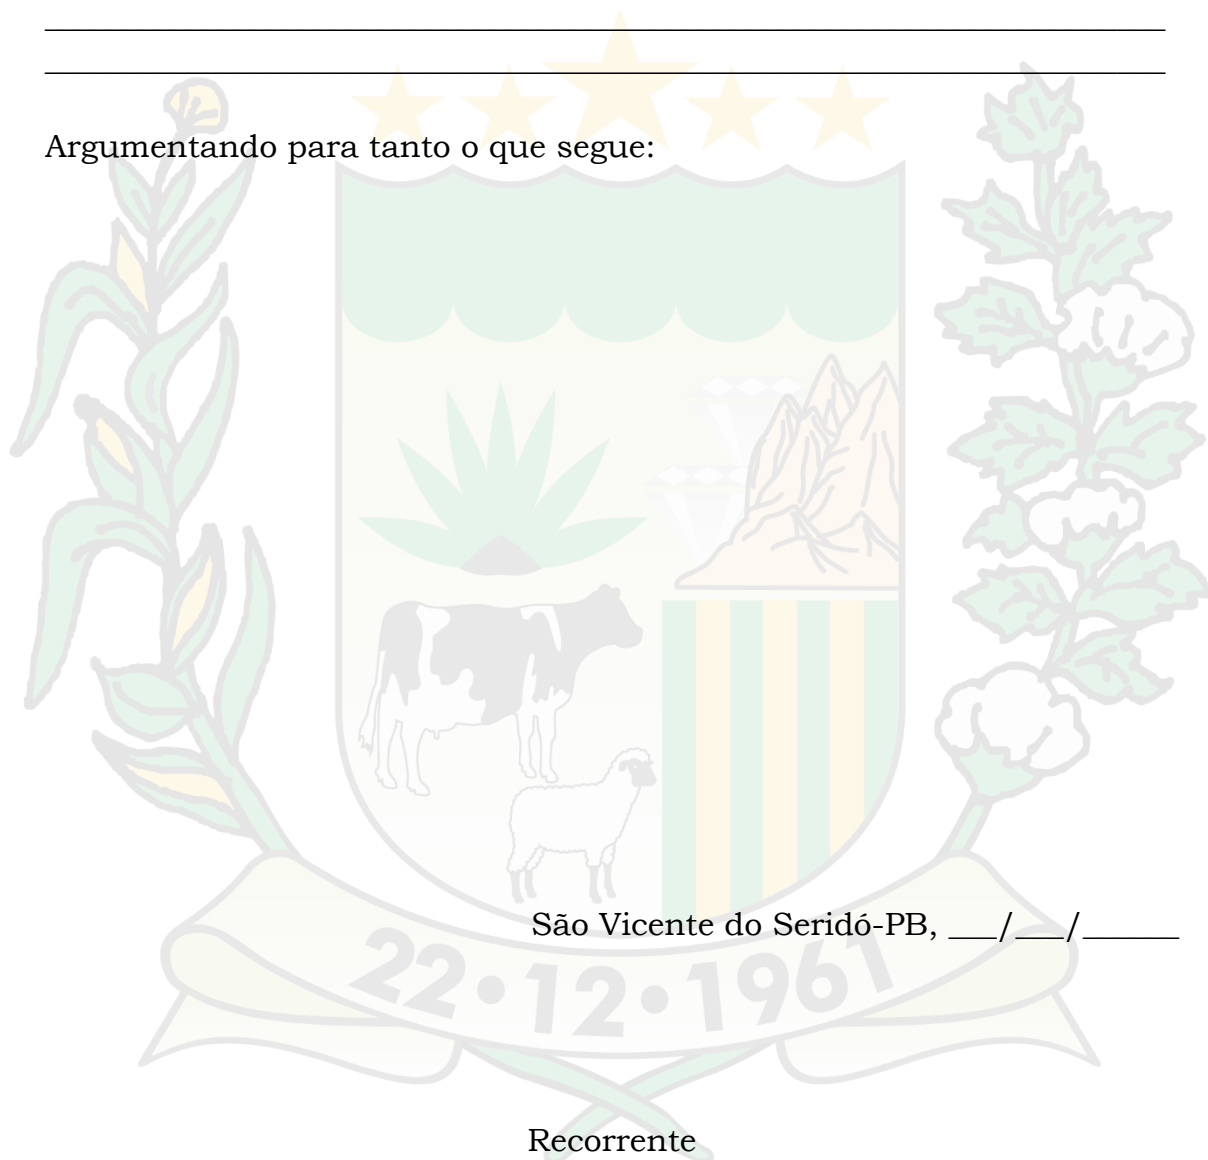 Argumentando para tanto o que segue:
São Vicente do Seridó-PB, ___/___/______
22•12•1961
Recorrente